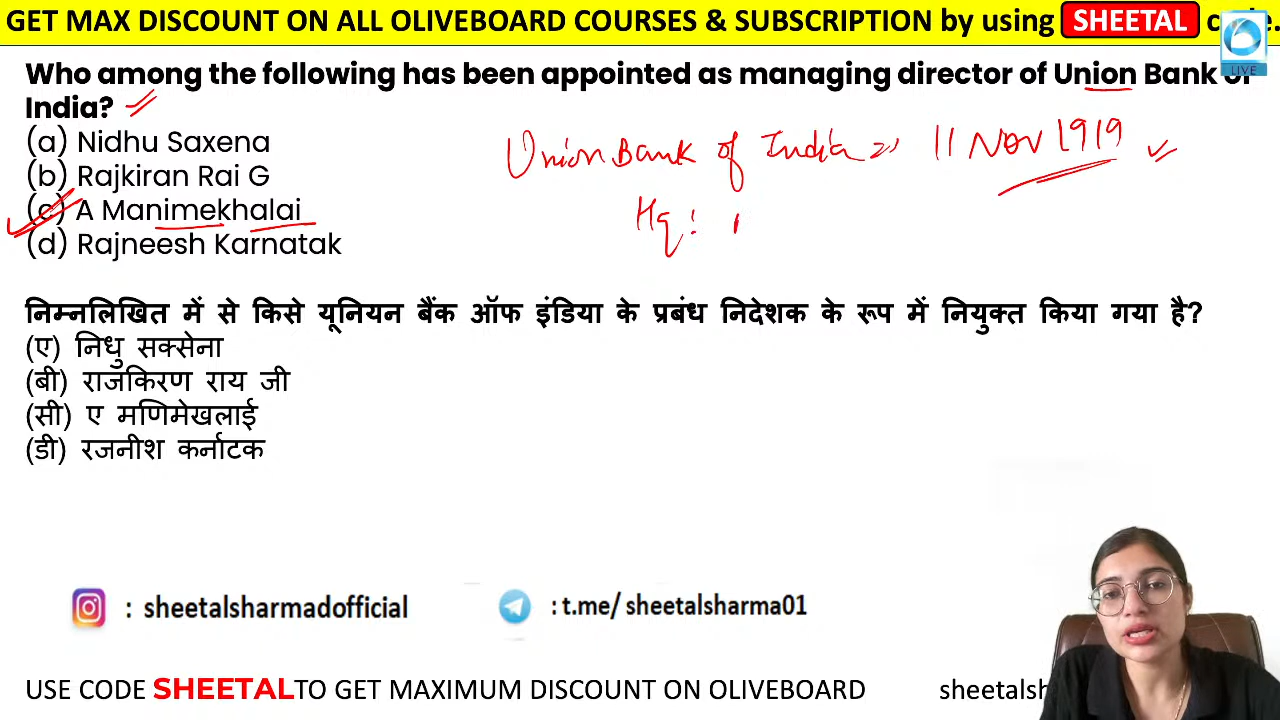 GET MAX DISCOUNT ON ALL OLIVEBOARD COURSES & SUBSCRIPTION by using SHEETAL code.
LIVE
Who among the following has been appointed as managing director of Union Bank of
India?
(a) Nidhu Saxena
(b) Rajkiran Rai G
(c) A Manimekhalai
(d) Rajneesh Karnatak
Union Bank of India => 11 NOV 1919
Hq :
निम्नलिखित में से किसे यूनियन बैंक ऑफ इंडिया के प्रबंध निदेशक के रूप में नियुक्त किया गया है?
(ए) निधु सक्सेना
(बी) राजकिरण राय जी
(सी) ए मणिमेखलाई
(डी) रजनीश कर्नाटक
: sheetalsharmadofficial
: t.me/ sheetalsharma01
USE CODE SHEETAL TO GET MAXIMUM DISCOUNT ON OLIVEBOARD
sheetalsh